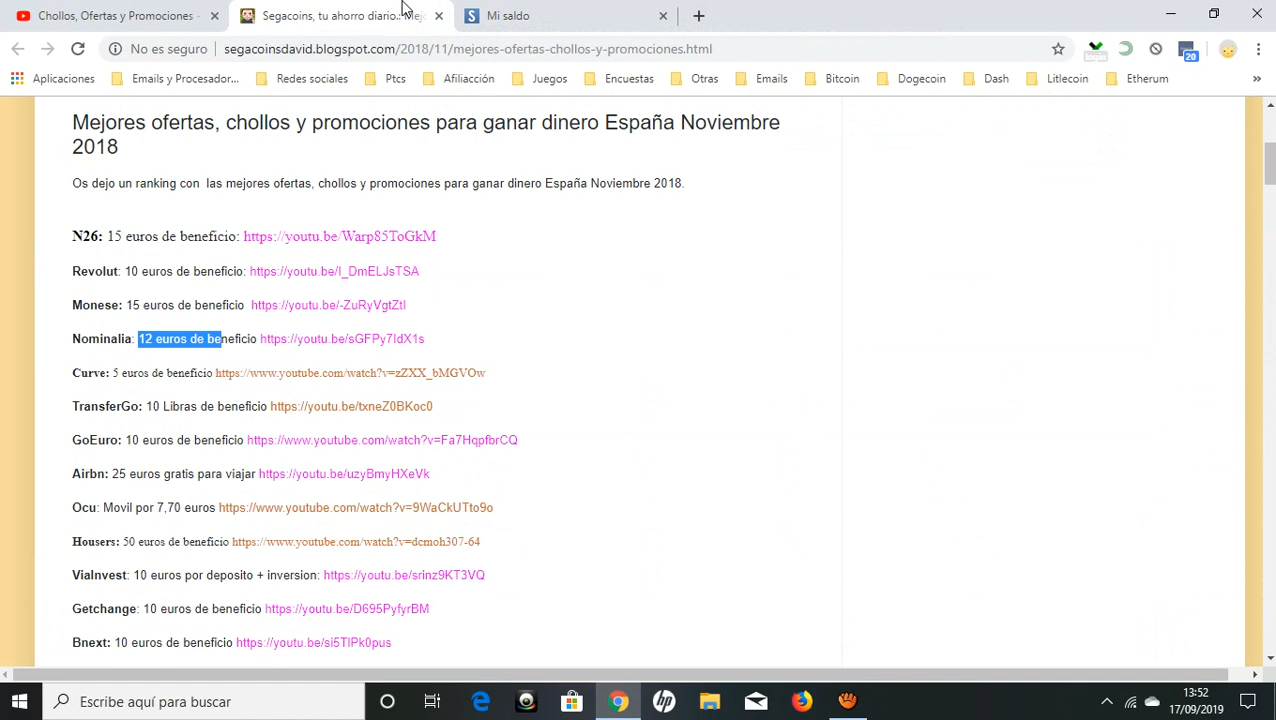 Chollos, Ofertas y Promociones -
Segacoins, tu ahorro diario.: Mejo
Mi saldo
No es seguro
segacoinsdavid.blogspot.com/2018/11/mejores-ofertas-chollos-y-promociones.html
20
Aplicaciones
Emails y Procesador...
Redes sociales
Ptcs
Afiliacción
Juegos
Encuestas
Otras
Emails
Bitcoin
Dogecoin
Dash
Litlecoin
Etherum
»
Mejores ofertas, chollos y promociones para ganar dinero España Noviembre
2018
Os dejo un ranking con las mejores ofertas, chollos y promociones para ganar dinero España Noviembre 2018.
N26: 15 euros de beneficio: https://youtu.be/Warp85ToGkM
Revolut: 10 euros de beneficio: https://youtu.be/l_DmELJsTSA
Monese: 15 euros de beneficio https://youtu.be/-ZuRyVgtZtI
Nominalia: 12 euros de beneficio https://youtu.be/sGFPy7IdX1s
Curve: 5 euros de beneficio https://www.youtube.com/watch?v=zZXX_bMGVOw
TransferGo: 10 Libras de beneficio https://youtu.be/txneZ0BKoc0
GoEuro: 10 euros de beneficio https://www.youtube.com/watch?v=Fa7HqpfbrCQ
Airbn: 25 euros gratis para viajar https://youtu.be/uzyBmyHXeVk
Ocu: Movil por 7,70 euros https://www.youtube.com/watch?v=9WaCkUTto9o
Housers: 50 euros de beneficio https://www.youtube.com/watch?v=dcmoh307-64
ViaInvest: 10 euros por deposito + inversion: https://youtu.be/srinz9KT3VQ
Getchange: 10 euros de beneficio https://youtu.be/D695PyfyrBM
Bnext: 10 euros de beneficio https://youtu.be/si5TlPk0pus
Escribe aquí para buscar
13:52
17/09/2019